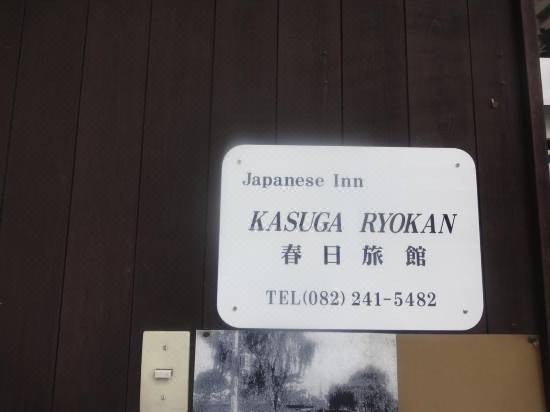 Japanese Inn
KASUGA RYOKAN
春日旅館
TEL(082) 241-5482